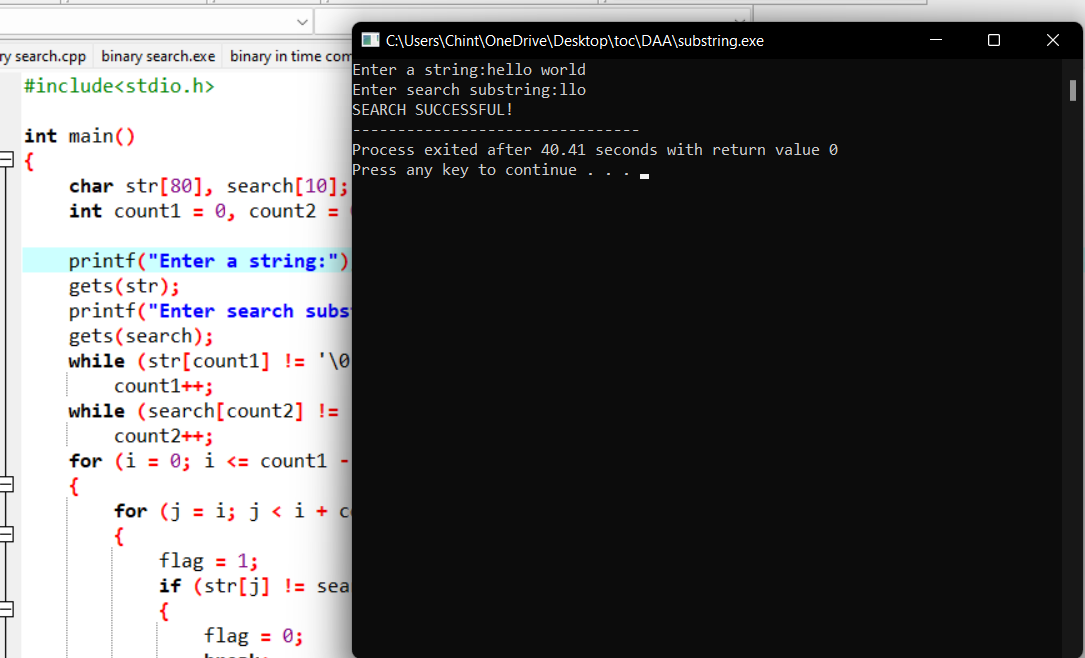 ry search.cpp binary search.exe binary in time com
#include<stdio.h>
int main()
{
char str[80], search[10];
int count1 = 0, count2 =
printf("Enter a string:")
gets(str);
printf("Enter search subs
gets(search);
while (str[count1] != '\0
count1++;
while (search[count2] !=
count2++;
for (i = 0; i <= count1 -
{
for (j = i; j < i + c
{
flag = 1;
if (str[j] != sea
{
flag = 0;
C:\Users\Chint\OneDrive\Desktop\toc\DAA\substring.exe
Enter a string:hello world
Enter search substring:llo
SEARCH SUCCESSFUL!
--------------------------------
Process exited after 40.41 seconds with return value 0
Press any key to continue . . .